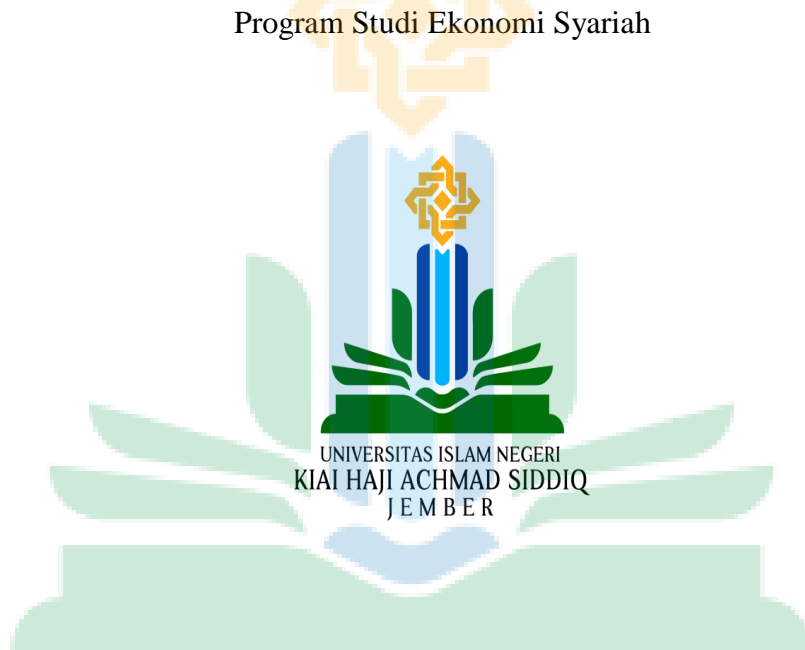 Program Studi Ekonomi Syariah
UNIVERSITAS ISLAM NEGERI
KIAI HAJI ACHMAD SIDDIQ
JEMBER